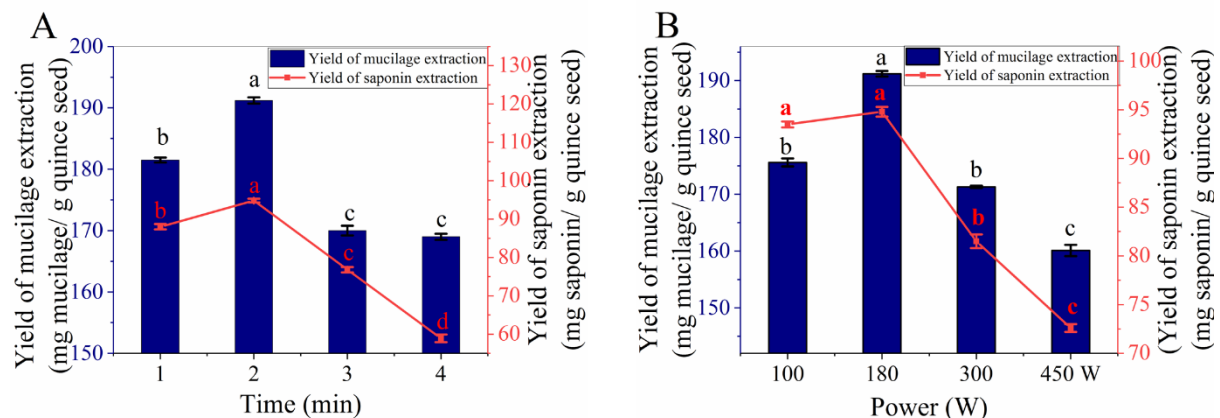 A
Yield of mucilage extraction
(mg mucilage/ g quince seed)
200
190
180
170
160
150
Yield of mucilage extraction
Yield of saponin extraction
b
a
c
c
b
a
c
d
1
2
3
4
Time (min)
130
120
110
100
90
80
70
60
Yield of saponin extraction
(mg saponin/ g quince seed)
B
Yield of mucilage extraction
(mg mucilage/ g quince seed)
190
180
170
160
150
Yield of mucilage extraction
Yield of saponin extraction
a
a
a
b
b
b
c
c
100
180
300
450 W
Power (W)
100
95
90
85
80
75
70
(Yield of saponin extraction
(mg saponin/ g quince seed)